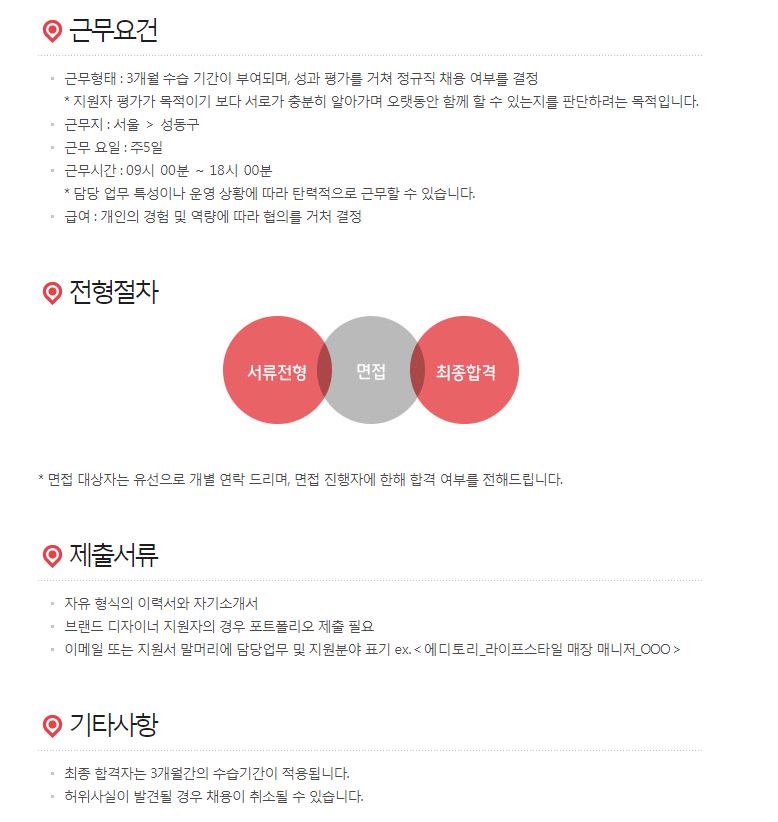 근무요건
근무형태 : 3개월 수습 기간이 부여되며, 성과 평가를 거쳐 정규직 채용 여부를 결정
* 지원자 평가가 목적이기 보다 서로가 충분히 알아가며 오랫동안 함께 할 수 있는지를 판단하려는 목적입니다.
근무지 : 서울 > 성동구
근무 요일 : 주5일
근무시간 : 09시 00분 ~ 18시 00분
* 담당 업무 특성이나 운영 상황에 따라 탄력적으로 근무할 수 있습니다.
급여 : 개인의 경험 및 역량에 따라 협의를 거쳐 결정
전형절차
서류전형
면접
최종합격
* 면접 대상자는 유선으로 개별 연락 드리며, 면접 진행자에 한해 합격 여부를 전해드립니다.
제출서류
자유 형식의 이력서와 자기소개서
브랜드 디자이너 지원자의 경우 포트폴리오 제출 필요
이메일 또는 지원서 말머리에 담당업무 및 지원분야 표기 ex. < 에디토리_라이프스타일 매장 매니저_OOO >
기타사항
최종 합격자는 3개월간의 수습기간이 적용됩니다.
허위사실이 발견될 경우 채용이 취소될 수 있습니다.